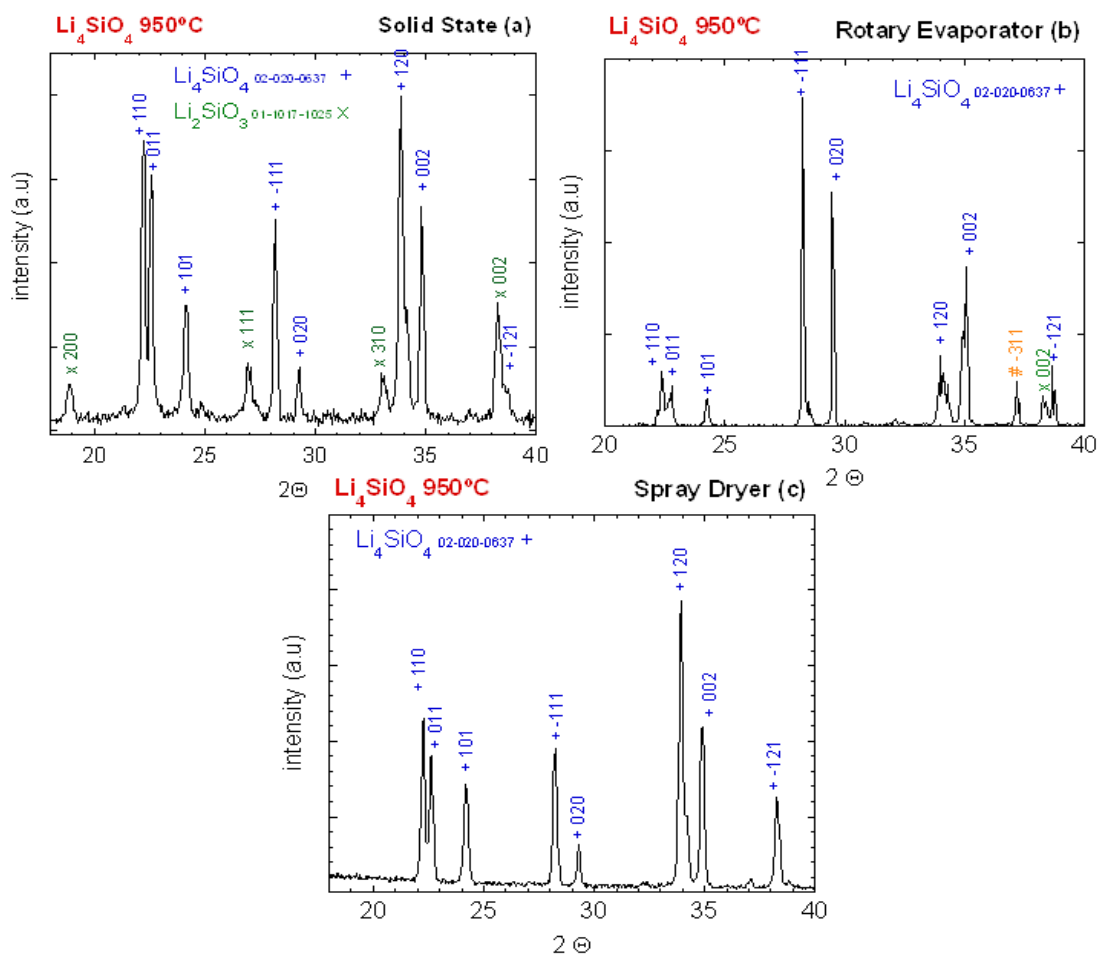 Li4SiO4 950ºC Solid State (a)
Li4SiO4 02-020-0637 +
Li2SiO3 01-1017-1025 X
+ 110
+ 011
+ 101
+ -111
+ 020
+ 120
+ 002
+ -121
x 200
x 111
x 310
x 002
intensity (a.u)
20 25 30 35 40
2Θ
Li4SiO4 950ºC Rotary Evaporator (b)
Li4SiO4 02-020-0637 +
+ 110
+ 011
+ 101
+ -111
+ 020
+ 120
+ 002
# -311
x 002
+ -121
intensity (a.u)
20 25 30 35 40
2 Θ
Li4SiO4 950ºC Spray Dryer (c)
Li4SiO4 02-020-0637 +
+ 110
+ 011
+ 101
+ -111
+ 020
+ 120
+ 002
+ -121
intensity (a.u)
20 25 30 35 40
2 Θ